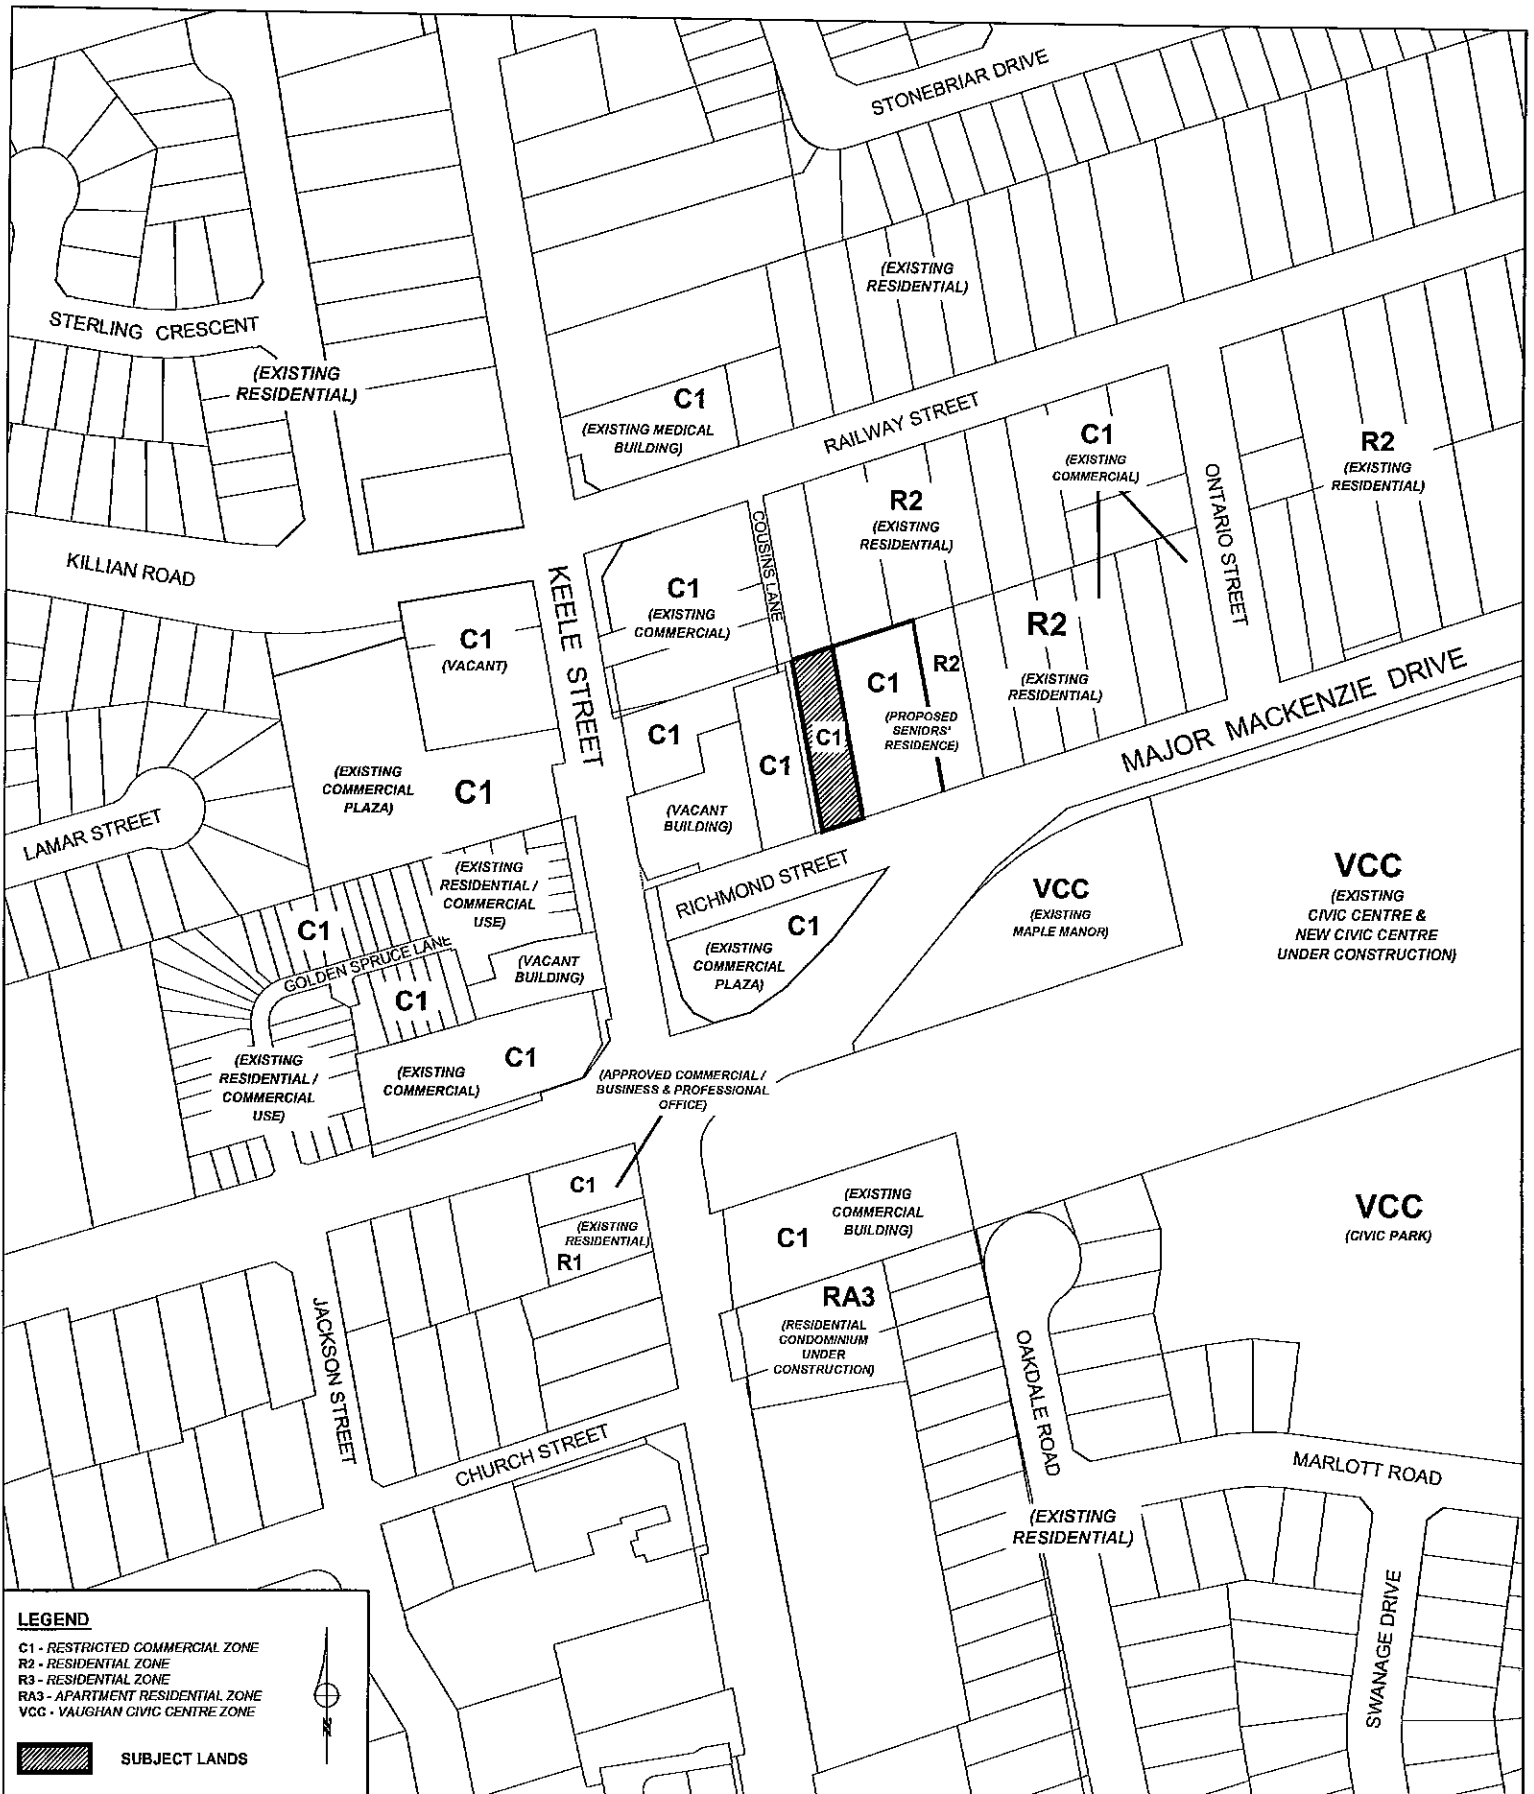 STONEBRIAR DRIVE
(EXISTING
RESIDENTIAL)
STERLING CRESCENT
(EXISTING
RESIDENTIAL)
C1
(EXISTING MEDICAL
BUILDING)
RAILWAY STREET
C1
(EXISTING
COMMERCIAL)
R2
(EXISTING
RESIDENTIAL)
R2
(EXISTING
RESIDENTIAL)
ONTARIO STREET
COUSINS LANE
KILLIAN ROAD
KEELE STREET
C1
(EXISTING
COMMERCIAL)
C1
(VACANT)
R2
(EXISTING
RESIDENTIAL)
R2
C1
(PROPOSED
SENIORS'
RESIDENCE)
C1
C1
C1
(VACANT
BUILDING)
MAJOR MACKENZIE DRIVE
(EXISTING
COMMERCIAL
PLAZA)
C1
LAMAR STREET
(EXISTING
RESIDENTIAL /
COMMERCIAL
USE)
RICHMOND STREET
C1
(EXISTING
COMMERCIAL
PLAZA)
VCC
(EXISTING
MAPLE MANOR)
VCC
(EXISTING
CIVIC CENTRE &
NEW CIVIC CENTRE
UNDER CONSTRUCTION)
C1
GOLDEN SPRUCE LANE
C1
(VACANT
BUILDING)
(EXISTING
RESIDENTIAL /
COMMERCIAL
USE)
C1
(EXISTING
COMMERCIAL)
(APPROVED COMMERCIAL /
BUSINESS & PROFESSIONAL
OFFICE)
C1
(EXISTING
RESIDENTIAL)
R1
C1
(EXISTING
COMMERCIAL
BUILDING)
VCC
(CIVIC PARK)
RA3
(RESIDENTIAL
CONDOMINIUM
UNDER
CONSTRUCTION)
JACKSON STREET
OAKDALE ROAD
CHURCH STREET
MARLOTT ROAD
(EXISTING
RESIDENTIAL)
SWANAGE DRIVE
LEGEND
C1 - RESTRICTED COMMERCIAL ZONE
R2 - RESIDENTIAL ZONE
R3 - RESIDENTIAL ZONE
RA3 - APARTMENT RESIDENTIAL ZONE
VCC - VAUGHAN CIVIC CENTRE ZONE
N
SUBJECT LANDS